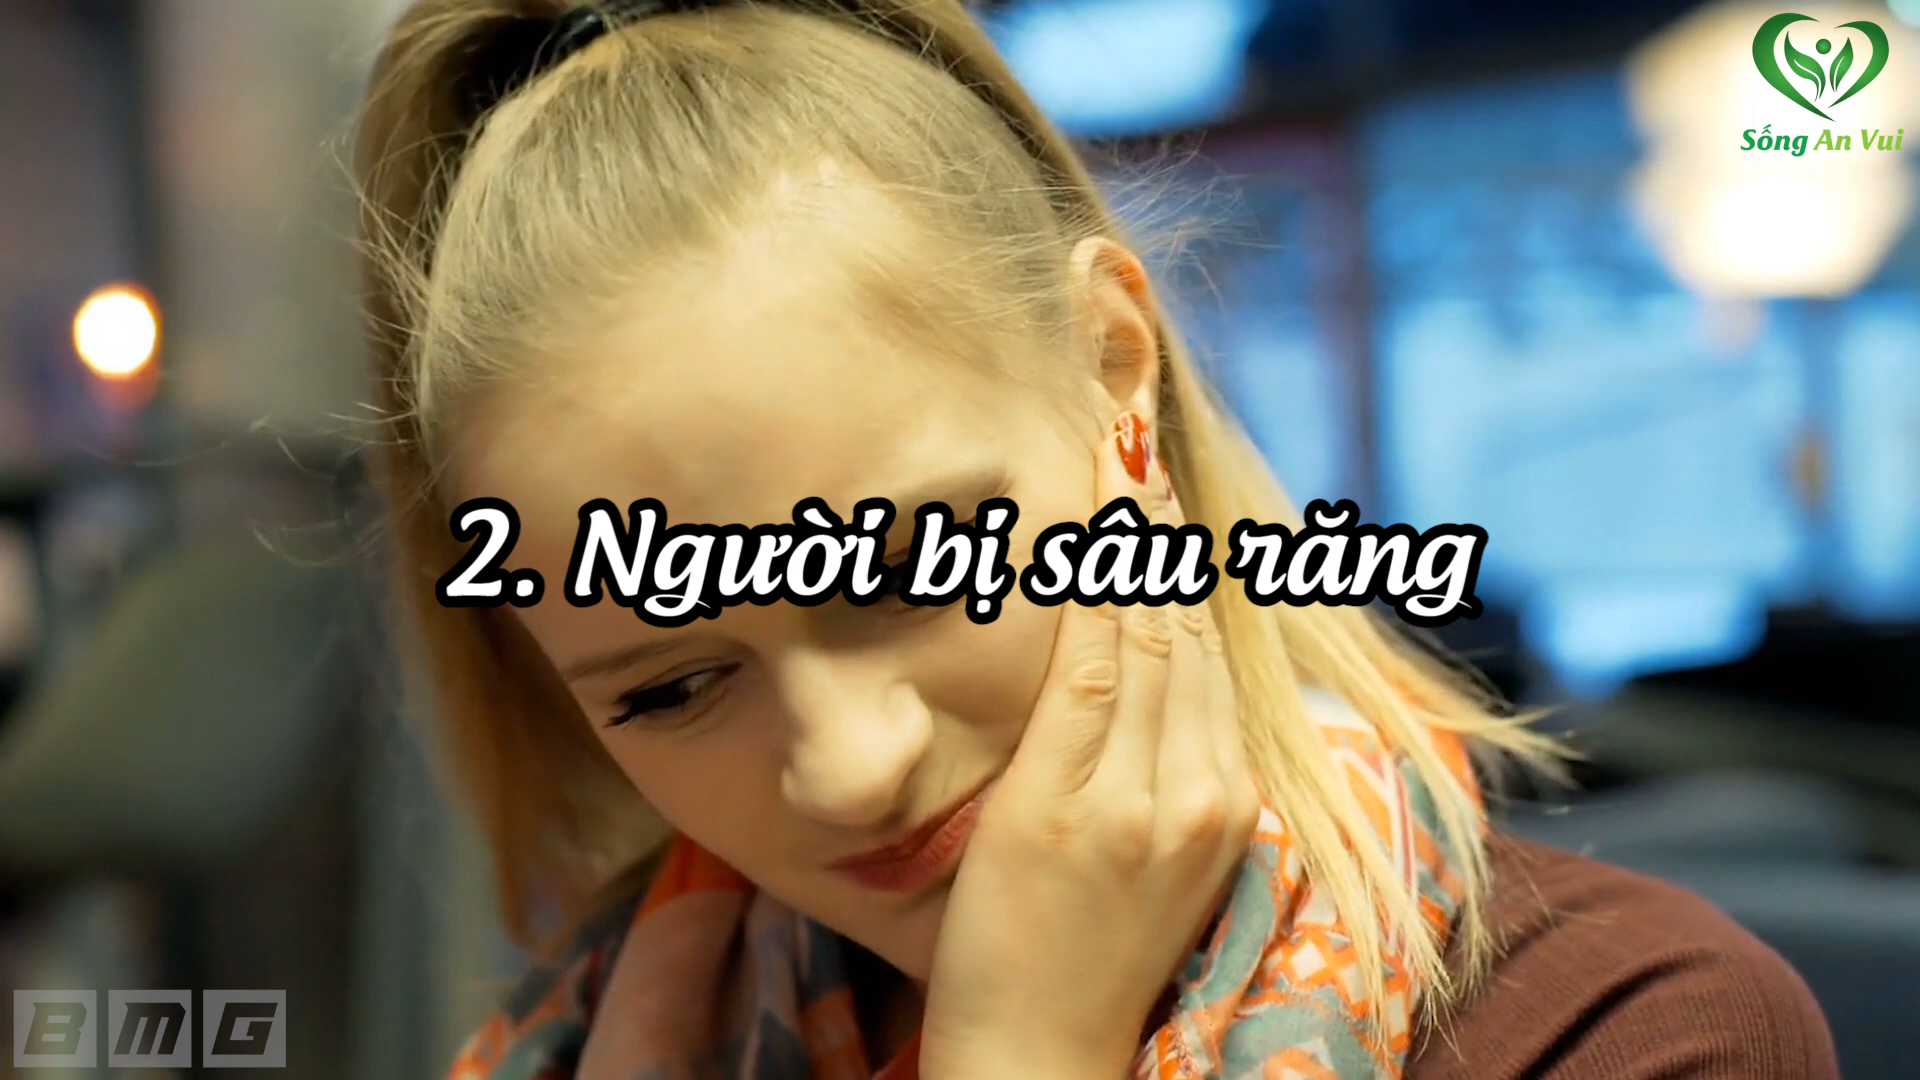 Sống An Vui
2. Người bị sâu răng
BMG